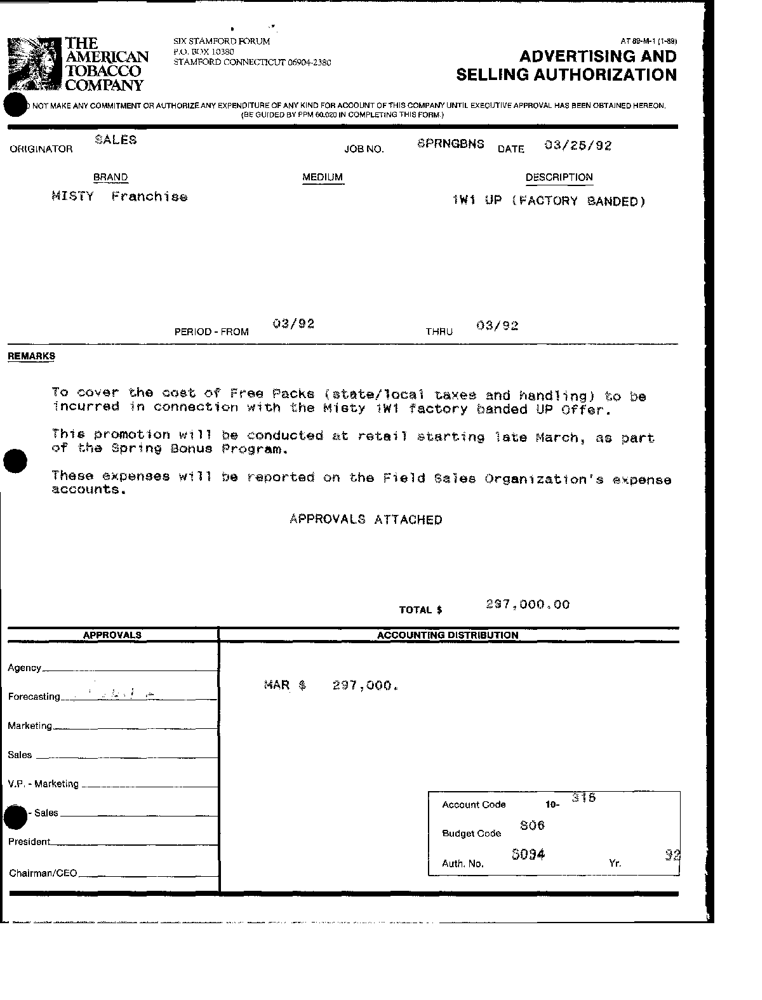 THE
AMERICAN
TOBACCO
COMPANY
SIX STAMFORD FORUM
P.O. BOX 10380
STAMFORD CONNECTICUT 06904-2380
AT 89-M-1 (1-89)
ADVERTISING AND
SELLING AUTHORIZATION
NOT MAKE ANY COMMITMENT OR AUTHORIZE ANY EXPENDITURE OF ANY KIND FOR ACCOUNT OF THIS COMPANY UNTIL EXECUTIVE APPROVAL HAS BEEN OBTAINED HEREON.
(BE GUIDED BY PPM 60.020 IN COMPLETING THIS FORM.)
ORIGINATOR SALES JOB NO. SPRNGBNS DATE 03/25/92
BRAND MEDIUM DESCRIPTION
MISTY Franchise 1W1 UP (FACTORY BANDED)
PERIOD - FROM 03/92 THRU 03/92
REMARKS
To cover the cost of Free Packs (state/local taxes and handling) to be
incurred in connection with the Misty 1W1 factory banded UP Offer.
This promotion will be conducted at retail starting late March, as part
of the Spring Bonus Program.
These expenses will be reported on the Field Sales Organization's expense
accounts.
APPROVALS ATTACHED
TOTAL $ 297,000.00
APPROVALS ACCOUNTING DISTRIBUTION
Agency
Forecasting
MAR $ 297,000.
Marketing
Sales
V.P. - Marketing
- Sales
President
Chairman/CEO
Account Code 10- 315
Budget Code S06
Auth. No. S094 Yr. 92